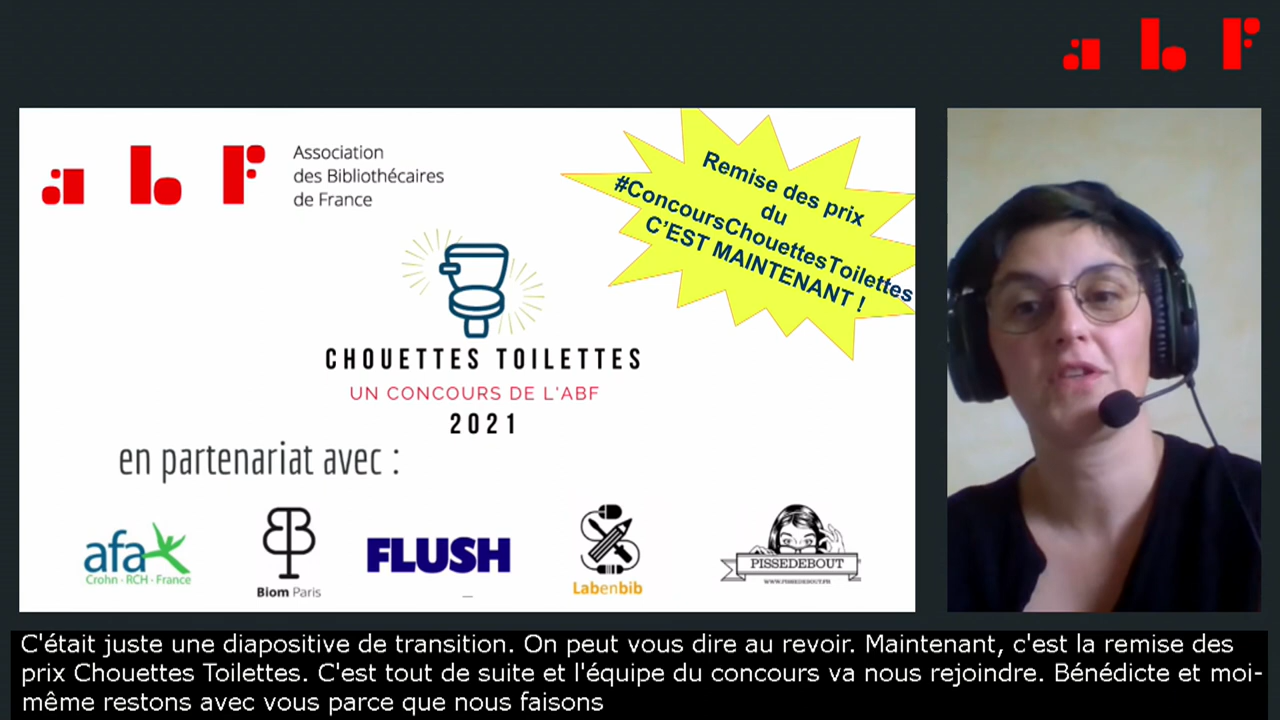 a b f
a b f
Association
des Bibliothécaires
de France
Remise des prix
du
#ConcoursChouettesToilettes
C'EST MAINTENANT !
CHOUETTES TOILETTES
UN CONCOURS DE L'ABF
2021
en partenariat avec :
afa
Crohn - RCH - France
Biom Paris
FLUSH
Labenbib
PISSEDEBOUT
WWW.PISSEDEBOUT.FR
C'était juste une diapositive de transition. On peut vous dire au revoir. Maintenant, c'est la remise des
prix Chouettes Toilettes. C'est tout de suite et l'équipe du concours va nous rejoindre. Bénédicte et moi-
même restons avec vous parce que nous faisons